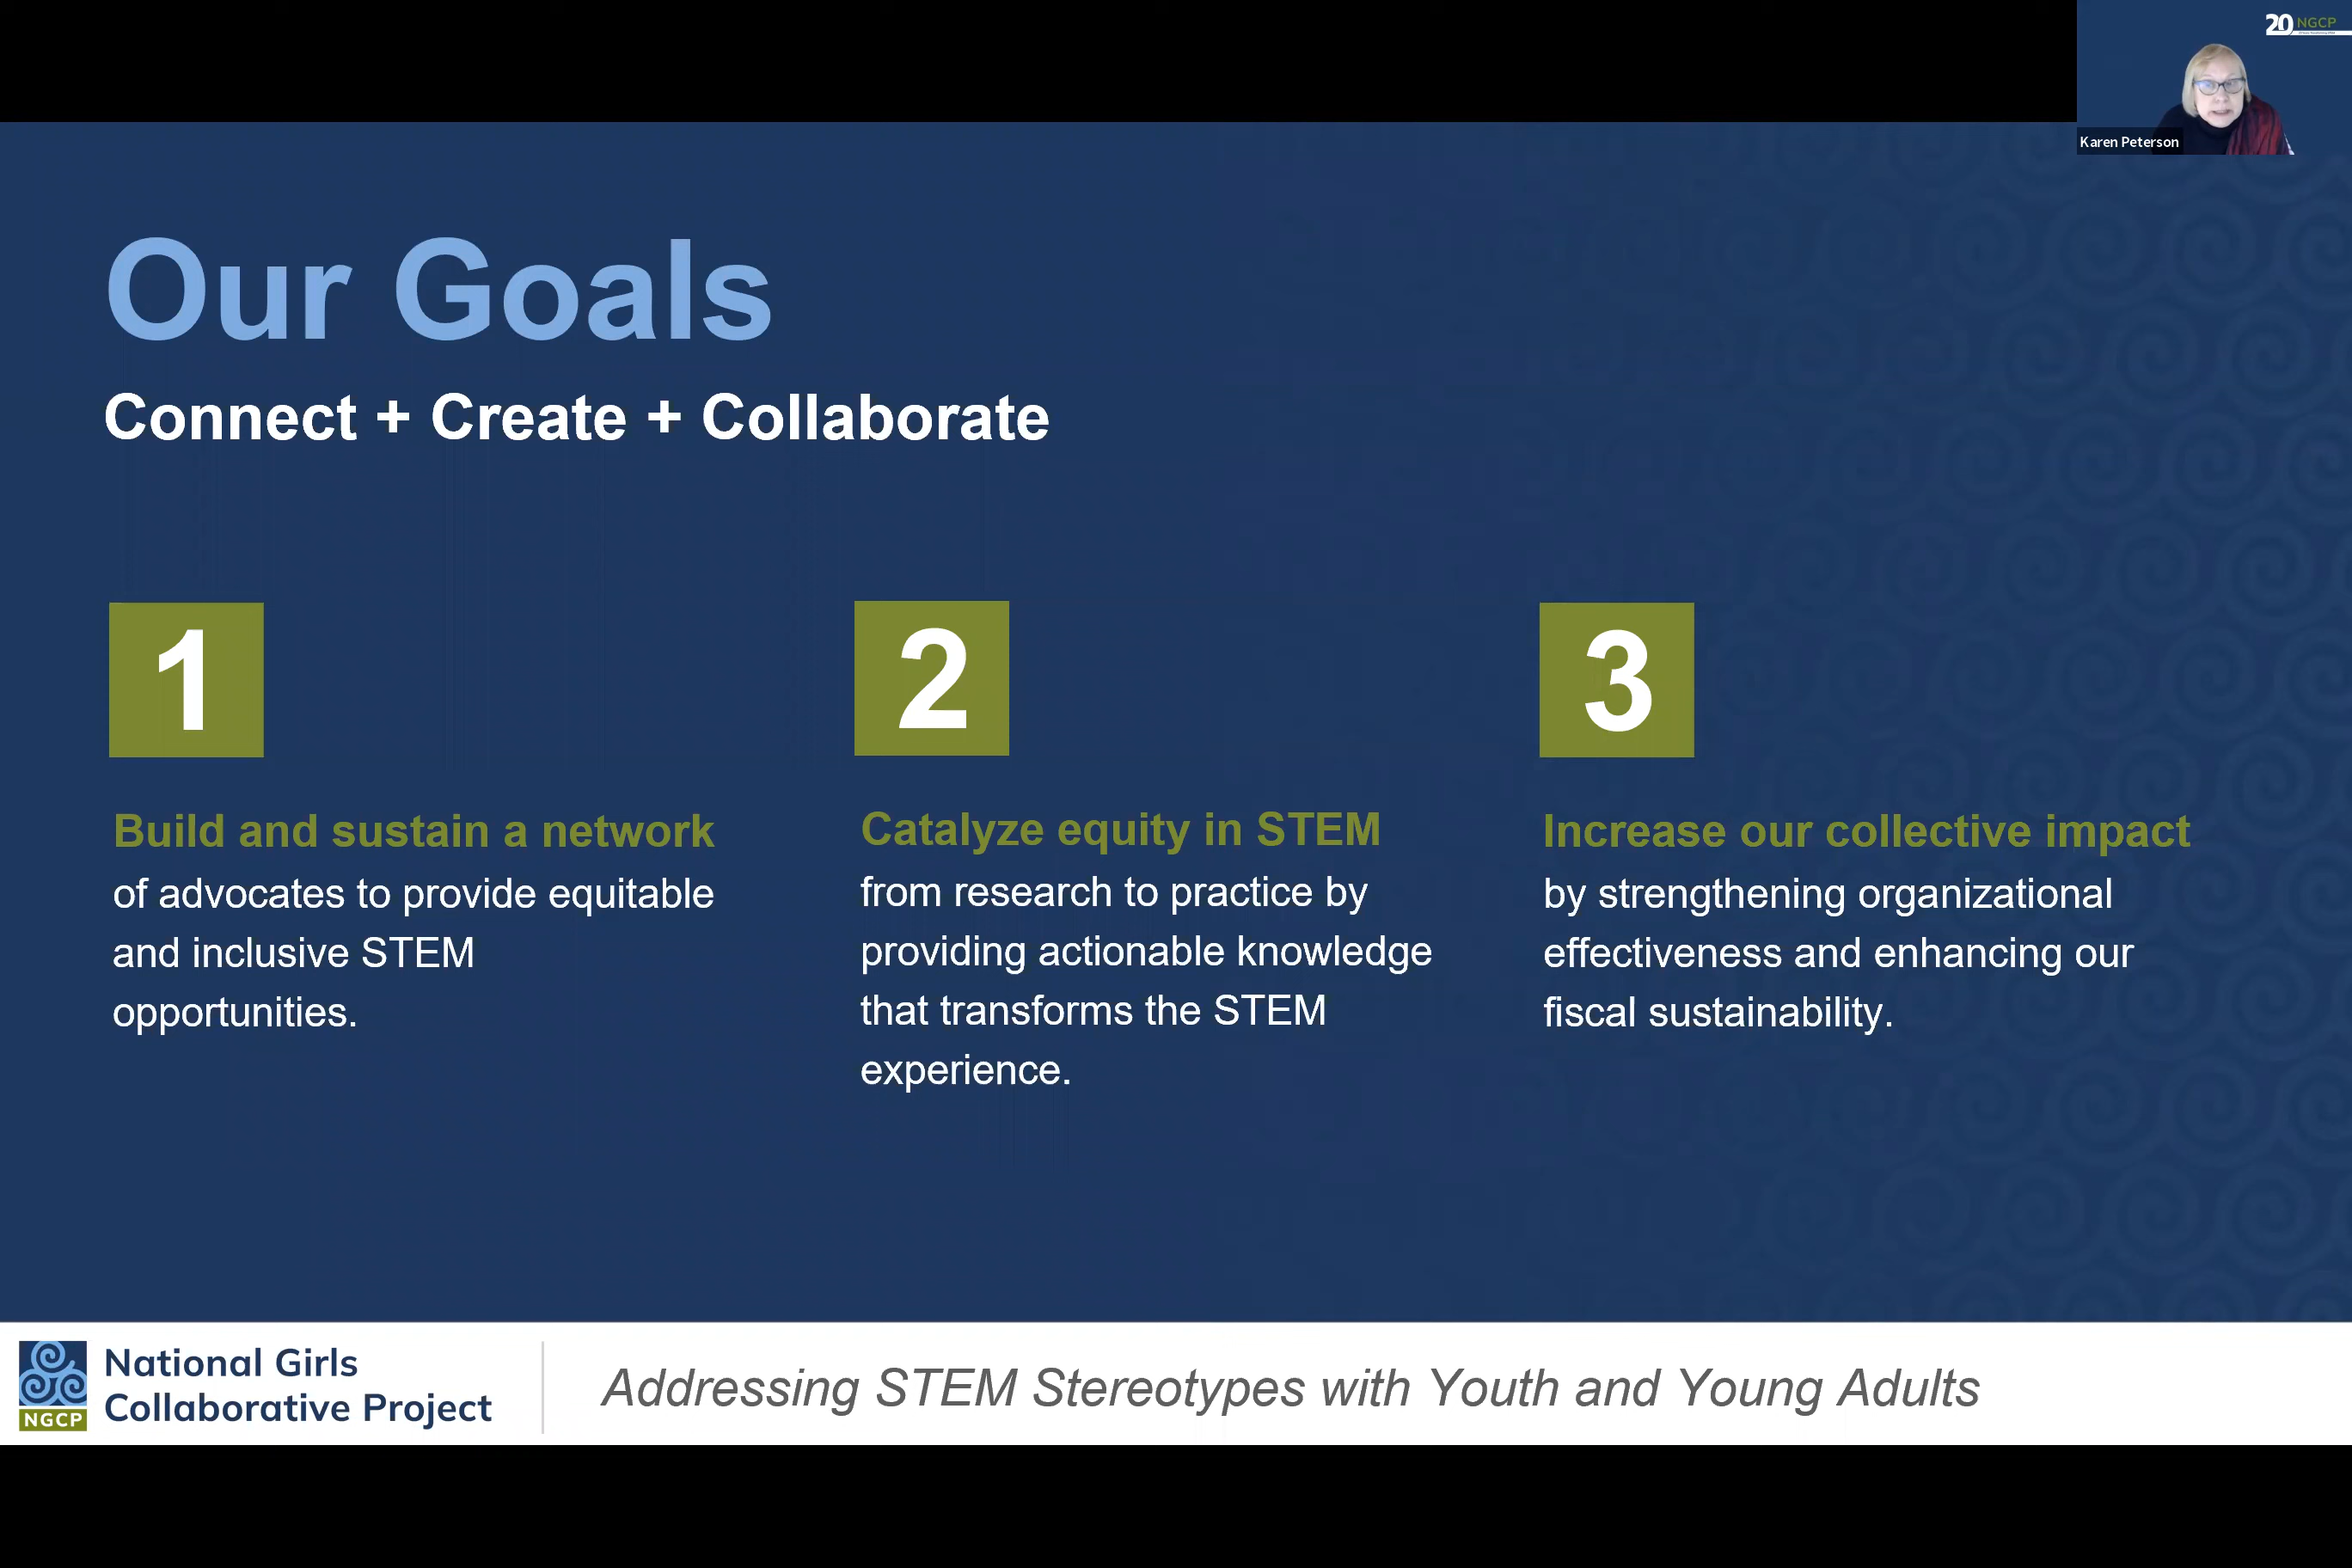 20 NGCP
Karen Peterson
Our Goals
Connect + Create + Collaborate
1
Build and sustain a network
of advocates to provide equitable
and inclusive STEM
opportunities.
2
Catalyze equity in STEM
from research to practice by
providing actionable knowledge
that transforms the STEM
experience.
3
Increase our collective impact
by strengthening organizational
effectiveness and enhancing our
fiscal sustainability.
NGCP
National Girls
Collaborative Project
Addressing STEM Stereotypes with Youth and Young Adults